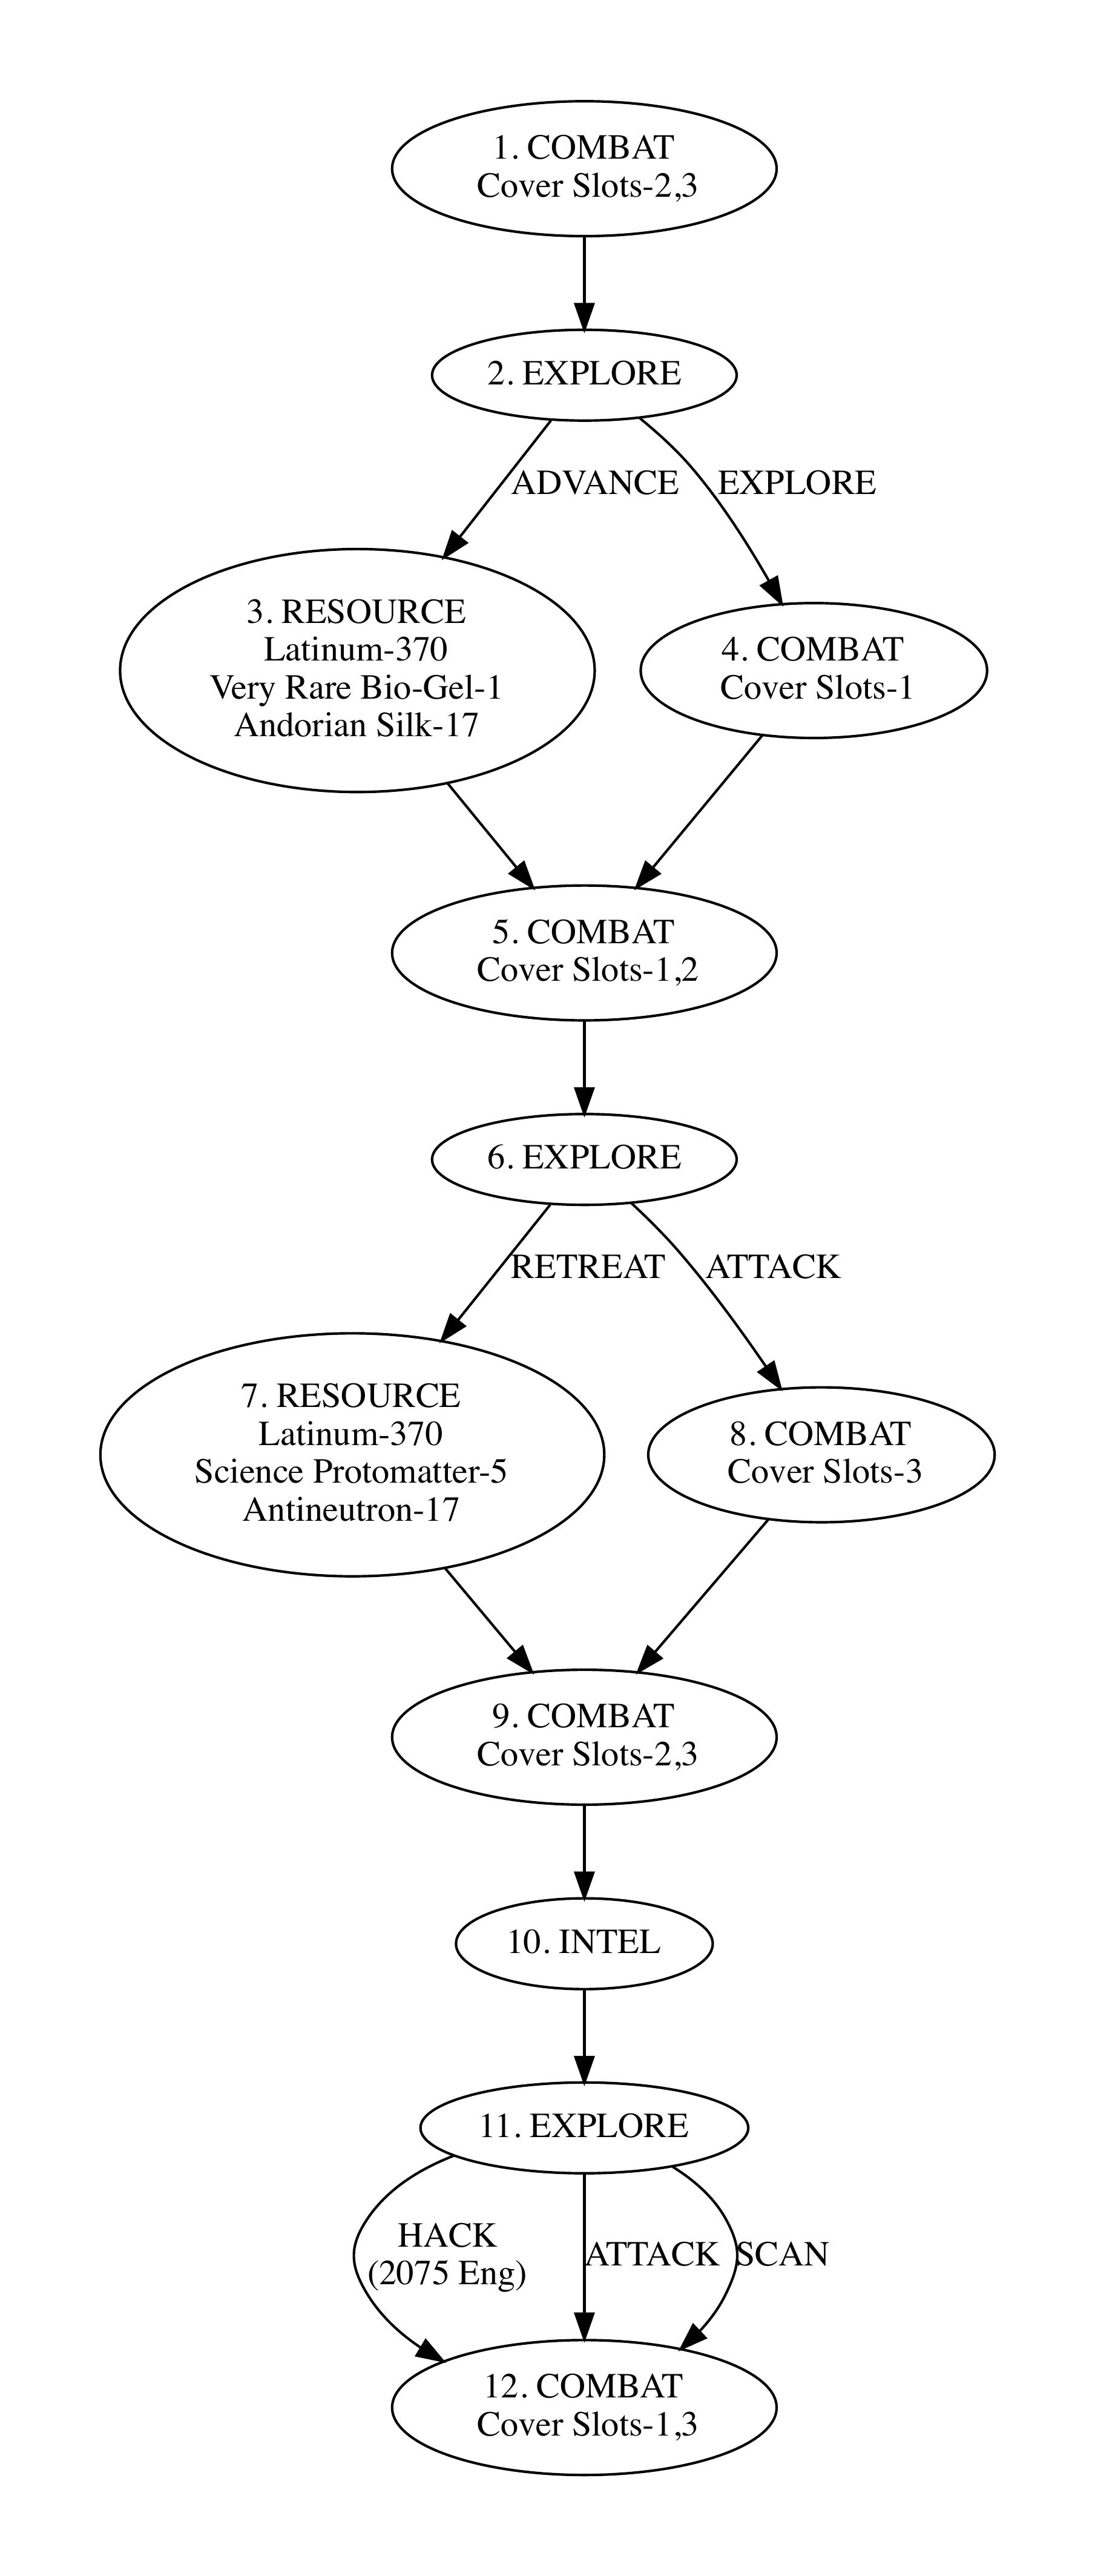 1. COMBAT
Cover Slots-2,3
2. EXPLORE
ADVANCE
EXPLORE
3. RESOURCE
Latinum-370
Very Rare Bio-Gel-1
Andorian Silk-17
4. COMBAT
Cover Slots-1
5. COMBAT
Cover Slots-1,2
6. EXPLORE
RETREAT
ATTACK
7. RESOURCE
Latinum-370
Science Protomatter-5
Antineutron-17
8. COMBAT
Cover Slots-3
9. COMBAT
Cover Slots-2,3
10. INTEL
11. EXPLORE
HACK
(2075 Eng)
ATTACK
SCAN
12. COMBAT
Cover Slots-1,3